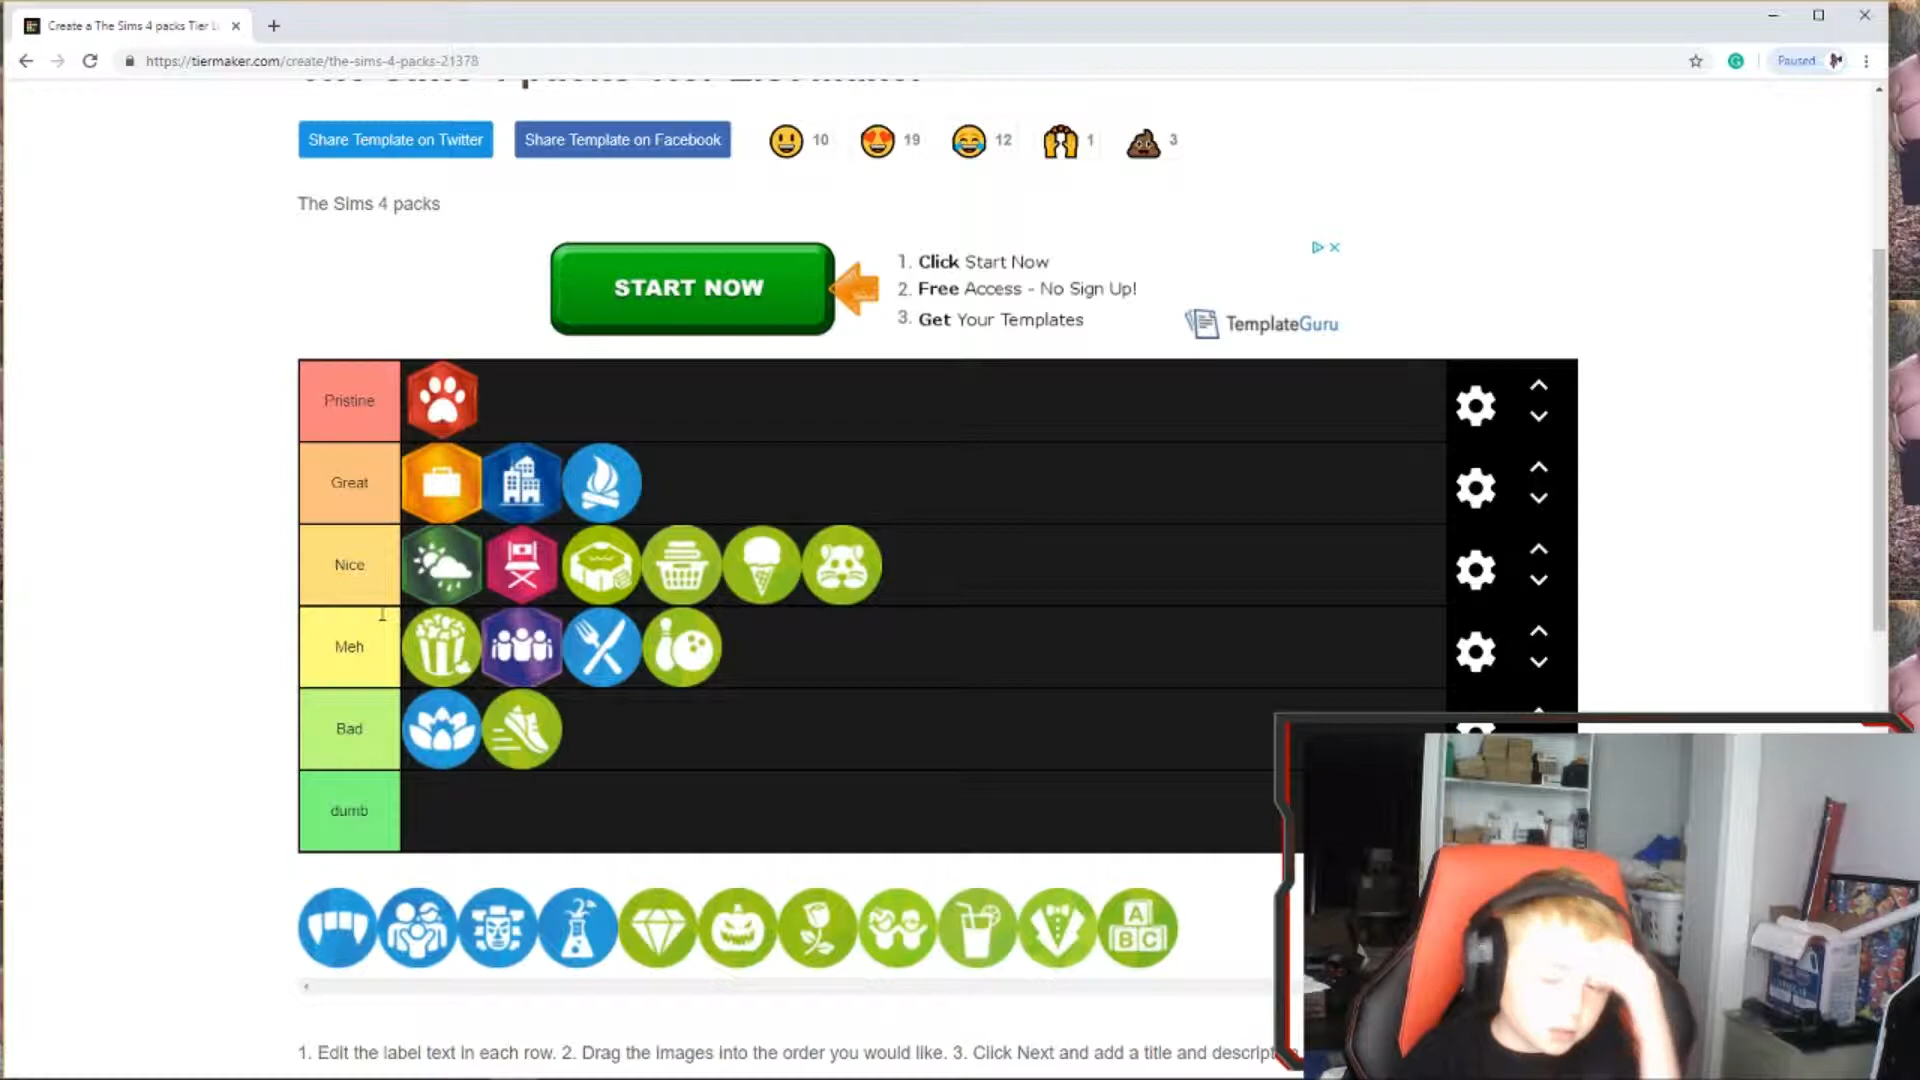 Create a The Sims 4 packs Tier L
https://tiermaker.com/create/the-sims-4-packs-21378
Paused
Share Template on Twitter
Share Template on Facebook
10
19
12
1
3
The Sims 4 packs
START NOW
1. Click Start Now
2. Free Access - No Sign Up!
3. Get Your Templates
TemplateGuru
Pristine
Great
Nice
Meh
Bad
dumb
A
B C
1. Edit the label text in each row. 2. Drag the images into the order you would like. 3. Click Next and add a title and descript